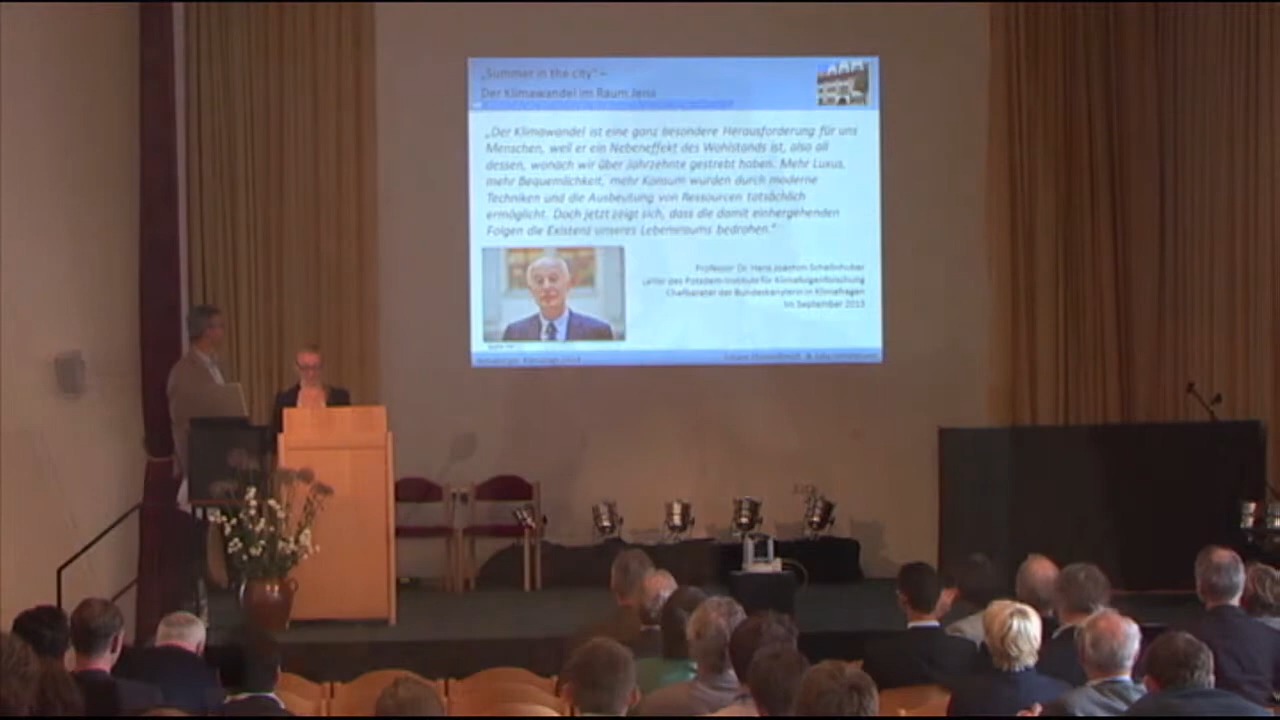 „Summer in the city“ –
Der Klimawandel im Raum Jena
„Der Klimawandel ist eine ganz besondere Herausforderung für uns
Menschen, weil er ein Nebeneffekt des Wohlstands ist, also all
dessen, wonach wir über Jahrzehnte gestrebt haben. Mehr Luxus,
mehr Bequemlichkeit, mehr Konsum wurden durch moderne
Techniken und die Ausbeutung von Ressourcen tatsächlich
ermöglicht. Doch jetzt zeigt sich, dass die damit einhergehenden
Folgen die Existenz unseres Lebensraums bedrohen.“
Professor Dr. Hans Joachim Schellnhuber
Leiter des Potsdam-Instituts für Klimafolgenforschung
Chefberater der Bundeskanzlerin in Klimafragen
Im September 2013